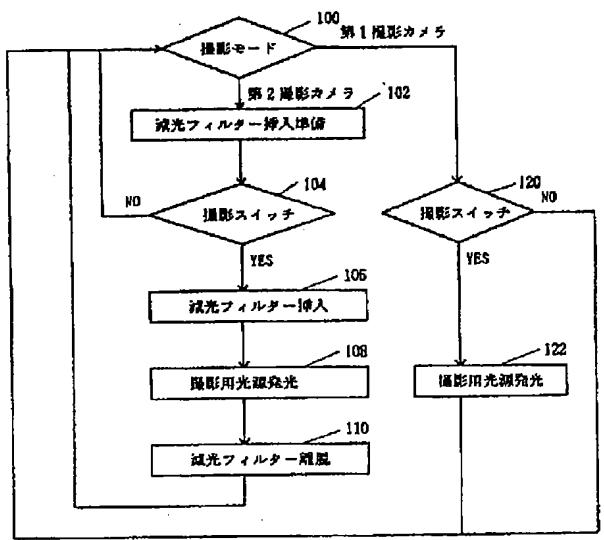 100
撮影モード
第1撮影カメラ
第2撮影カメラ
102
減光フィルター挿入準備
104
NO
撮影スイッチ
YES
120
撮影スイッチ
NO
YES
106
減光フィルター挿入
108
撮影用光源発光
122
撮影用光源発光
110
減光フィルター離脱